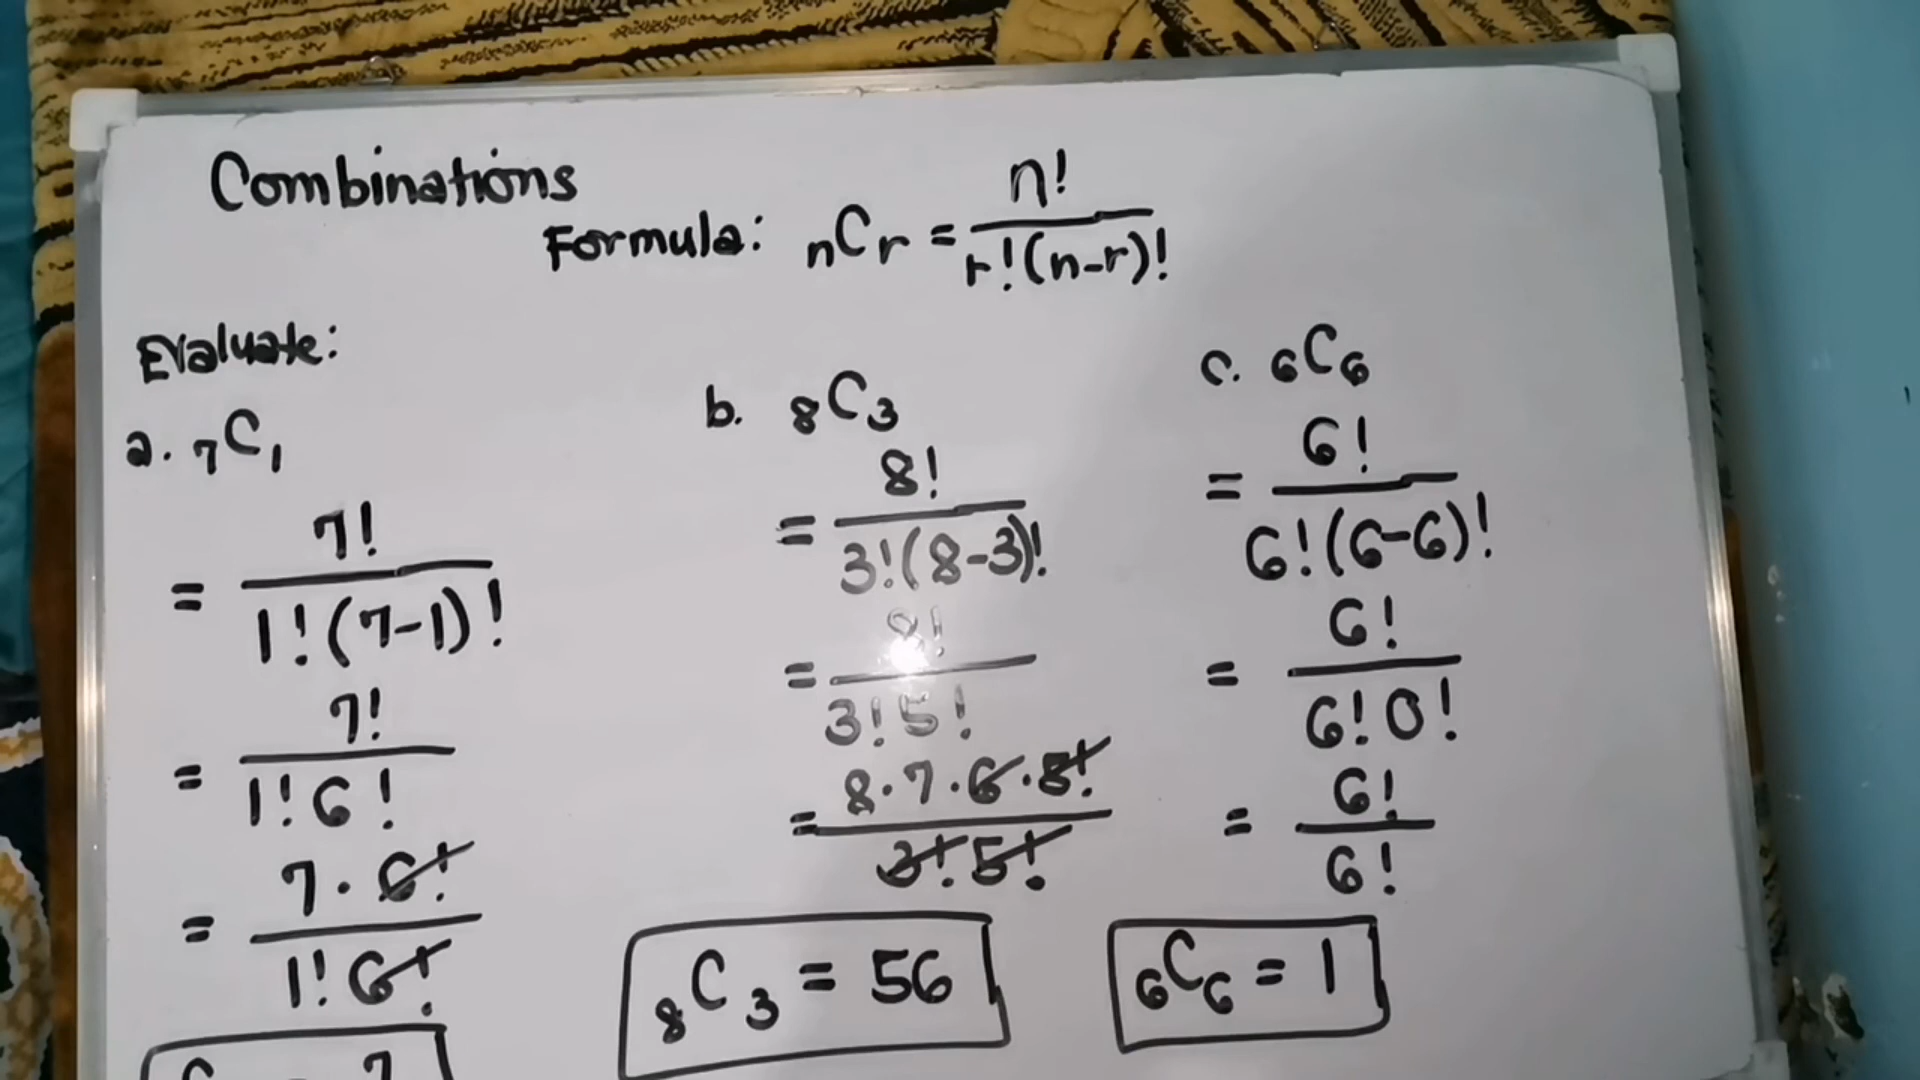 Combinations
Formula: nCr = n! / r!(n-r)!
Evaluate:
a. 7C1
= 7! / 1!(7-1)!
= 7! / 1!6!
= 7·6! / 1!6!
C = 7
b. 8C3
= 8! / 3!(8-3)!
= 8! / 3!5!
= 8·7·6·5! / 3!5!
8C3 = 56
c. 6C6
= 6! / 6!(6-6)!
= 6! / 6!0!
= 6! / 6!
6C6 = 1